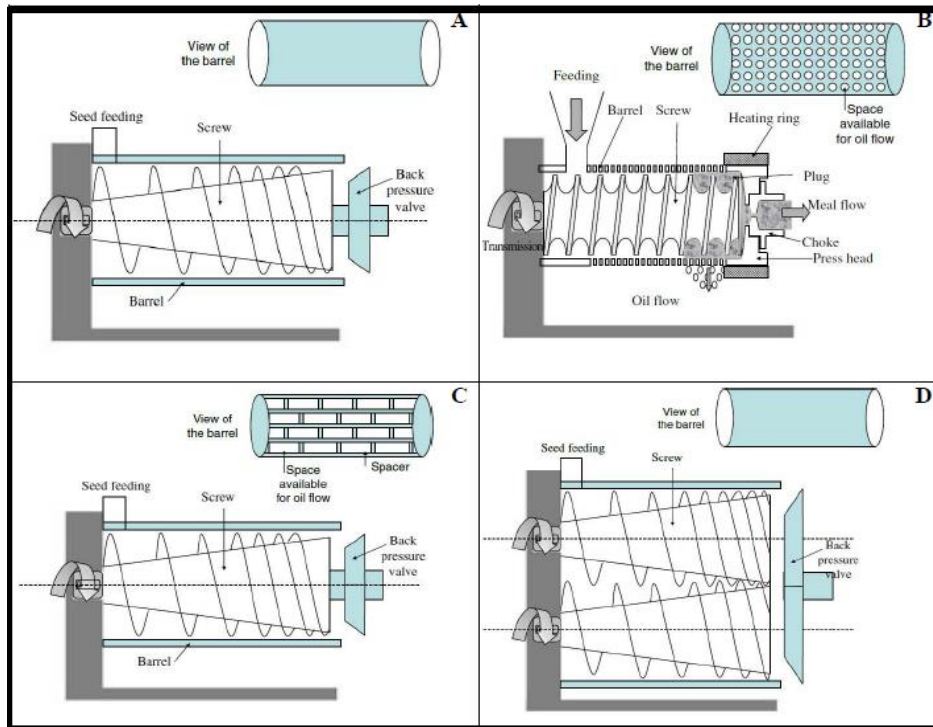 A
View of
the barrel
Seed feeding
Screw
Back
pressure
valve
Barrel
B
View of
the barrel
Feeding
Space
available
for oil flow
Barrel
Screw
Heating ring
Plug
Meal flow
Transmission
Choke
Press head
Oil flow
C
View of
the barrel
Space
available
for oil flow
Spacer
Seed feeding
Screw
Back
pressure
valve
Barrel
D
View of
the barrel
Seed feeding
Screw
Back
pressure
valve